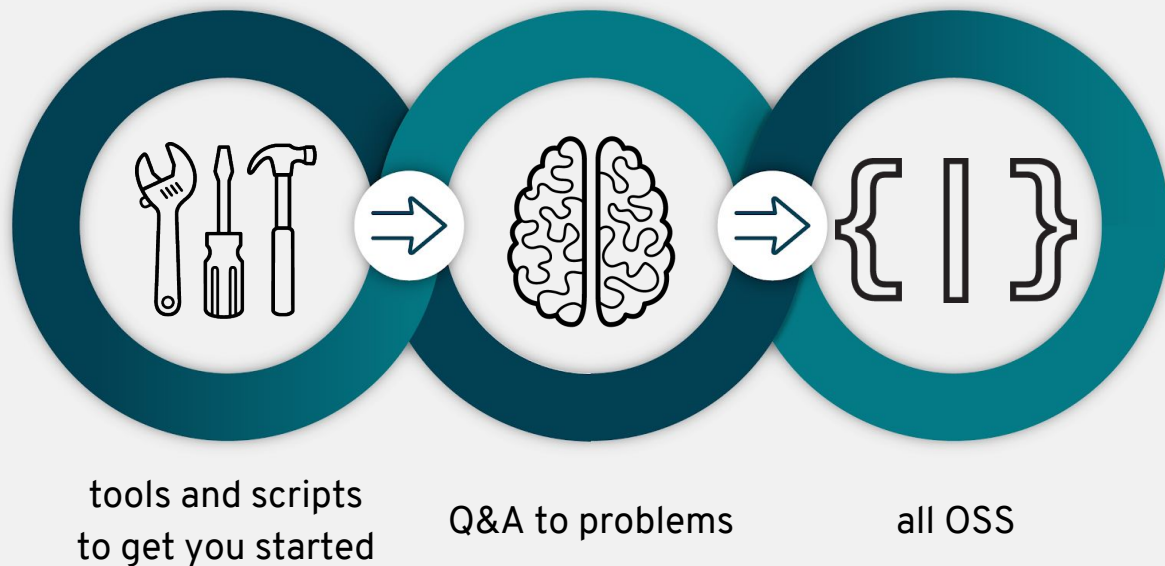 tools and scripts
to get you started
Q&A to problems
all OSS